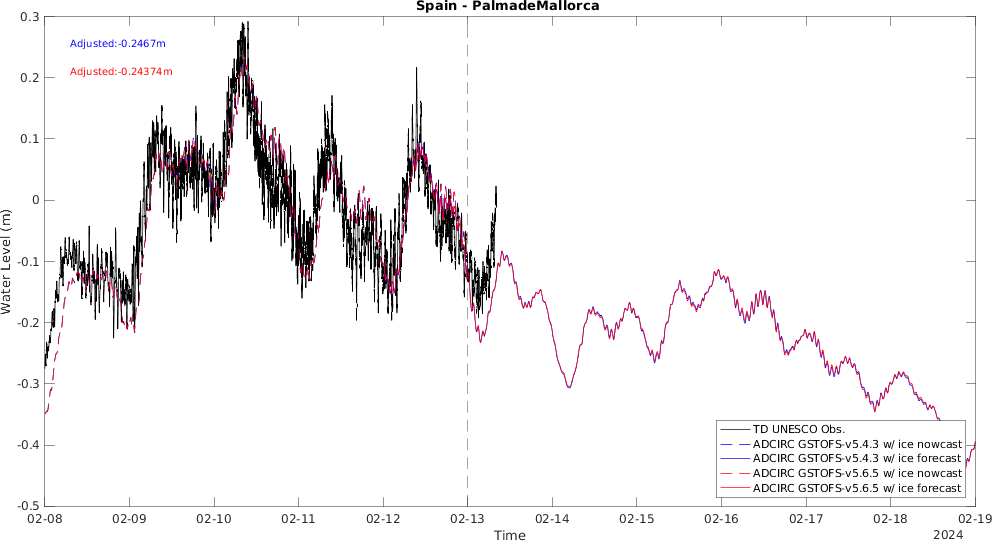 Spain - PalmadeMallorca
Adjusted:-0.2467m
Adjusted:-0.24374m
0.3
0.2
0.1
0
-0.1
-0.2
-0.3
-0.4
-0.5
Water Level (m)
TD UNESCO Obs.
ADCIRC GSTOFS-v5.4.3 w/ ice nowcast
ADCIRC GSTOFS-v5.4.3 w/ ice forecast
ADCIRC GSTOFS-v5.6.5 w/ ice nowcast
ADCIRC GSTOFS-v5.6.5 w/ ice forecast
02-08 02-09 02-10 02-11 02-12 02-13 02-14 02-15 02-16 02-17 02-18 02-19
Time
2024